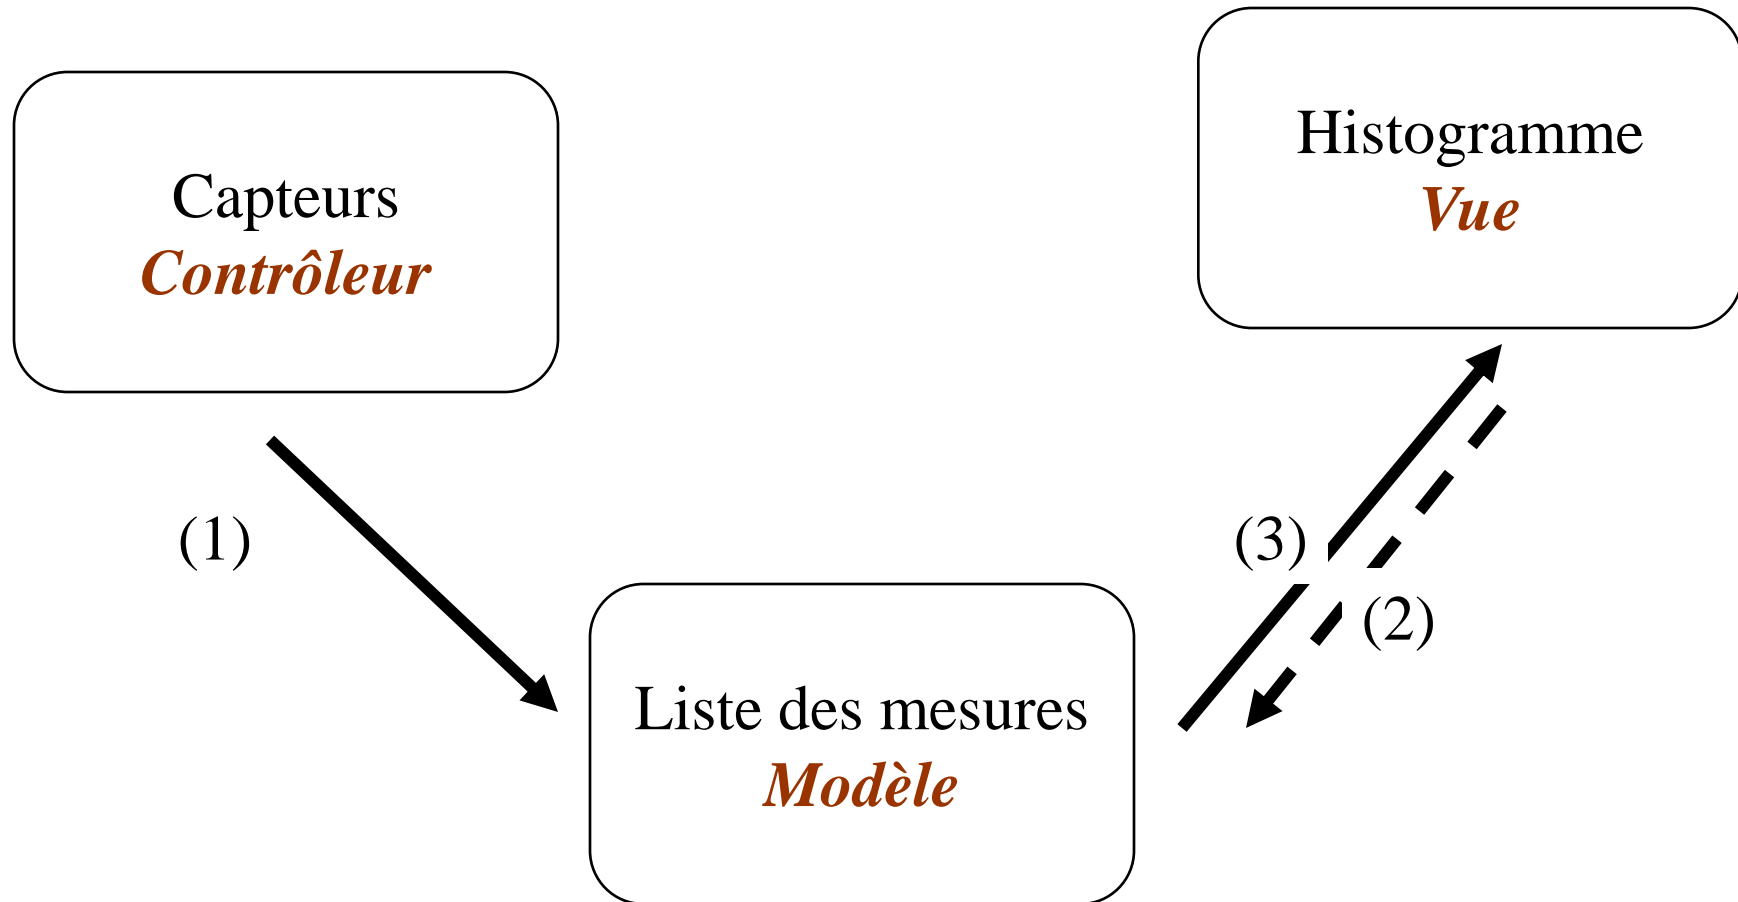 Capteurs
Contrôleur
Histogramme
Vue
(1)
(3)
(2)
Liste des mesures
Modèle